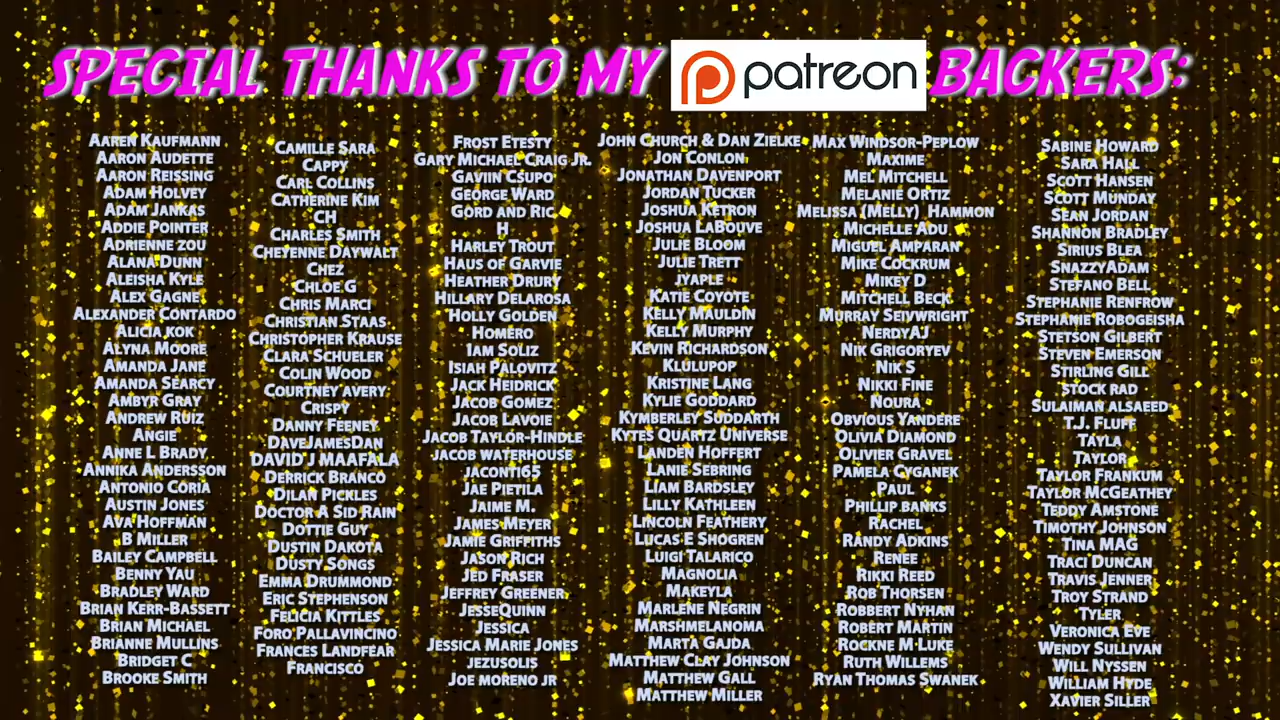 SPECIAL THANKS TO MY patreon BACKERS:
Aaren Kaufmann
Aaron Audette
Aaron Reissing
Adam Holvey
Adam Jankas
Addie Pointer
Adrienne zou
Alana Dunn
Aleisha Kyle
Alex Gagne
Alexander Contardo
Alicia kok
Alyna Moore
Amanda Jane
Amanda Searcy
Ambyr Gray
Andrew Ruiz
Angie
Anne L Brady
Annika Andersson
Antonio Coria
Austin Jones
Ava Hoffman
B Miller
Bailey Campbell
Benny Yau
Bradley Ward
Brian Kerr-Bassett
Brian Michael
Brianne Mullins
Bridget C
Brooke Smith
Camille Sara
Cappy
Carl Collins
Catherine Kim
CH
Charles Smith
Cheyenne Daywalt
Chez
Chloe G
Chris Marci
Christian Staas
Christopher Krause
Clara Schueler
Colin Wood
Courtney avery
Crispy
Danny Feeney
DaveJamesDan
DAVID J MAAFALA
Derrick Branco
Dilan Pickles
Doctor A Sid Rain
Dottie Guy
Dustin Dakota
Dusty Songs
Emma Drummond
Eric Stephenson
Felicia Kittles
Foro Pallavincino
Frances Landfear
Francisco
Frost Etesty
Gary Michael Craig Jr.
Gaviin Csupo
George Ward
Gord and Ric
H
Harley Trout
Haus of Garvie
Heather Drury
Hillary Delarosa
Holly Golden
Homero
Iam Soliz
Isiah Palovitz
Jack Heidrick
Jacob Gomez
Jacob Lavoie
Jacob Taylor-Hindle
Jacob waterhouse
jaconti65
Jae Pietila
Jaime M.
James Meyer
Jamie Griffiths
Jason Rich
Jed Fraser
Jeffrey Greener
JesseQuinn
Jessica
Jessica Marie Jones
jezusolis
Joe moreno jr
John Church & Dan Zielke
Jon Conlon
Jonathan Davenport
Jordan Tucker
Joshua Ketron
Joshua LaBouve
Julie Bloom
Julie Trett
jyaple
Katie Coyote
Kelly Mauldin
Kelly Murphy
Kevin Richardson
Klulupop
Kristine Lang
Kylie Goddard
Kymberley Suddarth
Kytes Quartz Universe
Landen Hoffert
Lanie Sebring
Liam Bardsley
Lilly Kathleen
Lincoln Feathery
Lucas E Shogren
Luigi Talarico
Magnolia
Makeyla
Marlene Negrin
Marshmelanoma
Marta Gajda
Matthew Clay Johnson
Matthew Gall
Matthew Miller
Max Windsor-Peplow
Maxime
Mel Mitchell
Melanie Ortiz
Melissa (Melly) Hammon
Michelle Adu
Miguel Amparan
Mike Cockrum
Mikey D
Mitchell Beck
Murray Seivwright
NerdyAJ
Nik Grigoryev
Nik S
Nikki Fine
Noura
Obvious Yandere
Olivia Diamond
Olivier Gravel
Pamela Cyganek
Paul
Phillip banks
Rachel
Randy Adkins
Renee
Rikki Reed
Rob Thorsen
Robbert Nyhan
Robert Martin
Rockne M Luke
Ruth Willems
Ryan Thomas Swanek
Sabine Howard
Sara Hall
Scott Hansen
Scott Munday
Sean Jordan
Shannon Bradley
Sirius Blea
SnazzyAdam
Stefano Bell
Stephanie Renfrow
Stephanie Robogeisha
Stetson Gilbert
Steven Emerson
Stirling Gill
stock rad
Sulaiman alsaeed
T.J. Fluff
Tayla
Taylor
Taylor Frankum
Taylor McGeathey
Teddy Amstone
Timothy Johnson
Tina MAG
Traci Duncan
Travis Jenner
Troy Strand
Tyler
Veronica Eve
Wendy Sullivan
Will Nyssen
William Hyde
Xavier Siller